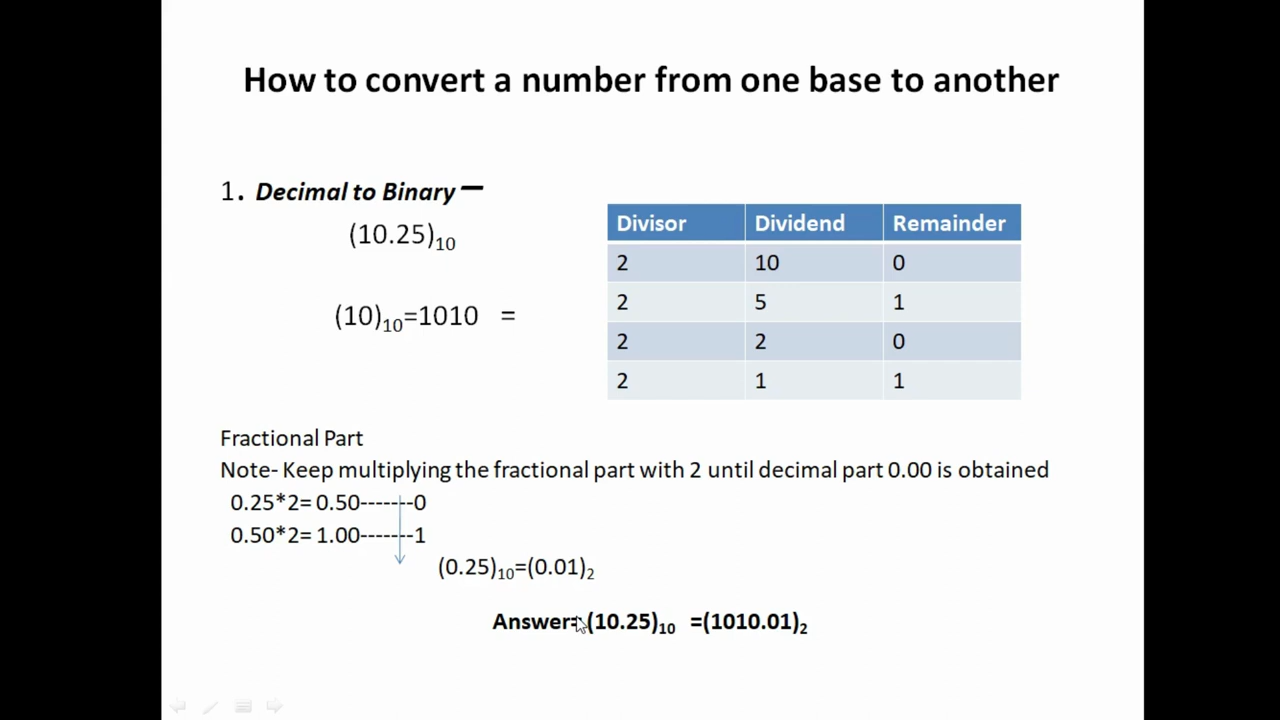 How to convert a number from one base to another
1. Decimal to Binary –
(10.25)₁₀
(10)₁₀=1010 =
Divisor Dividend Remainder
2 10 0
2 5 1
2 2 0
2 1 1
Fractional Part
Note- Keep multiplying the fractional part with 2 until decimal part 0.00 is obtained
0.25*2= 0.50-------0
0.50*2= 1.00-------1
(0.25)₁₀=(0.01)₂
Answer= (10.25)₁₀ =(1010.01)₂